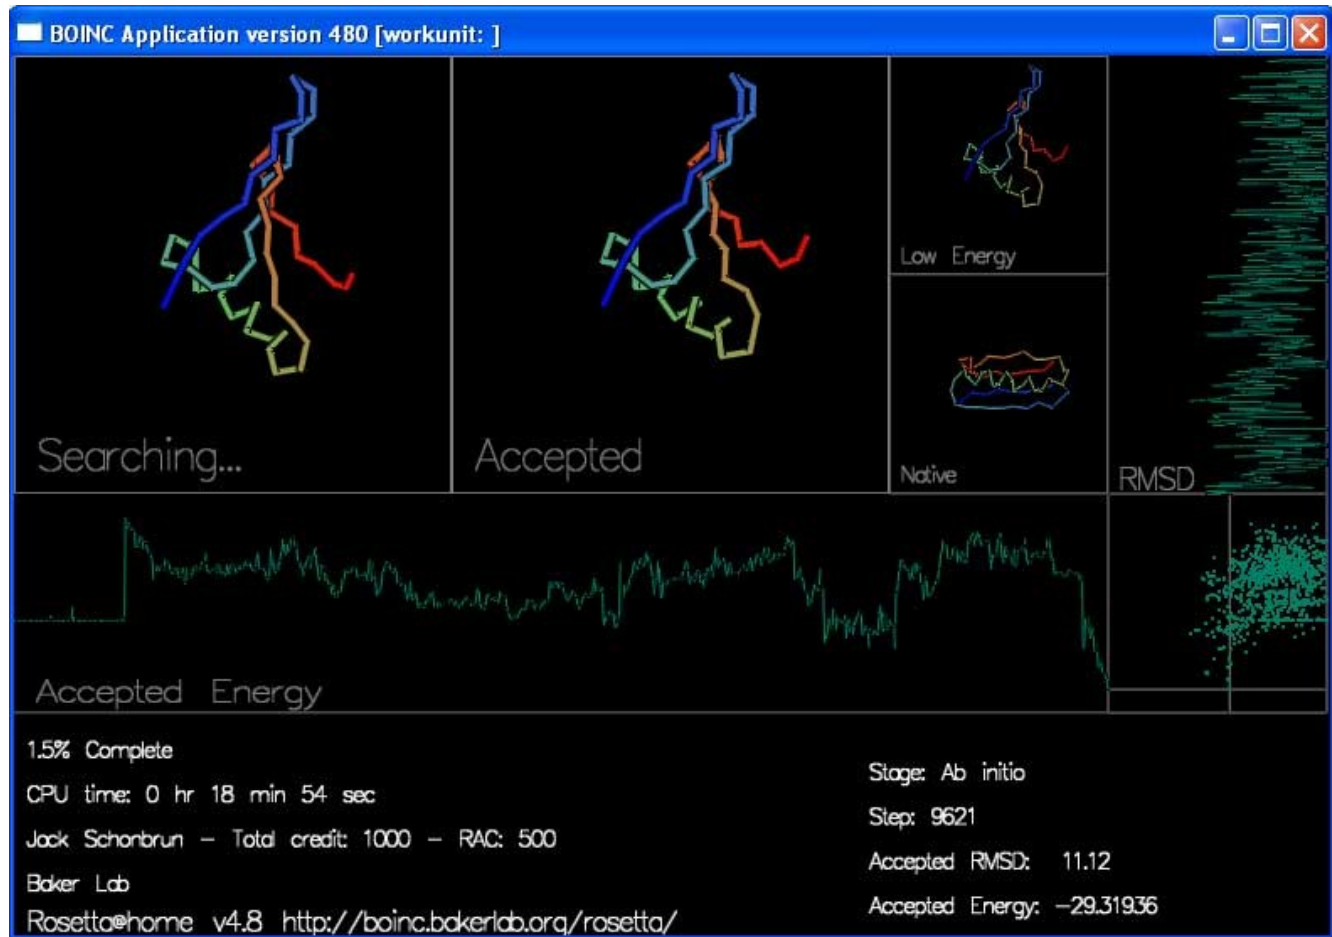 BOINC Application version 480 [workunit: ]
Searching...
Accepted
Low Energy
Native
RMSD
Accepted Energy
1.5% Complete
CPU time: 0 hr 18 min 54 sec
Jack Schonbrun - Total credit: 1000 - RAC: 500
Baker Lab
Rosetta@home v4.8 http://boinc.bakerlab.org/rosetta/
Stage: Ab initio
Step: 9621
Accepted RMSD: 11.12
Accepted Energy: -29.31936